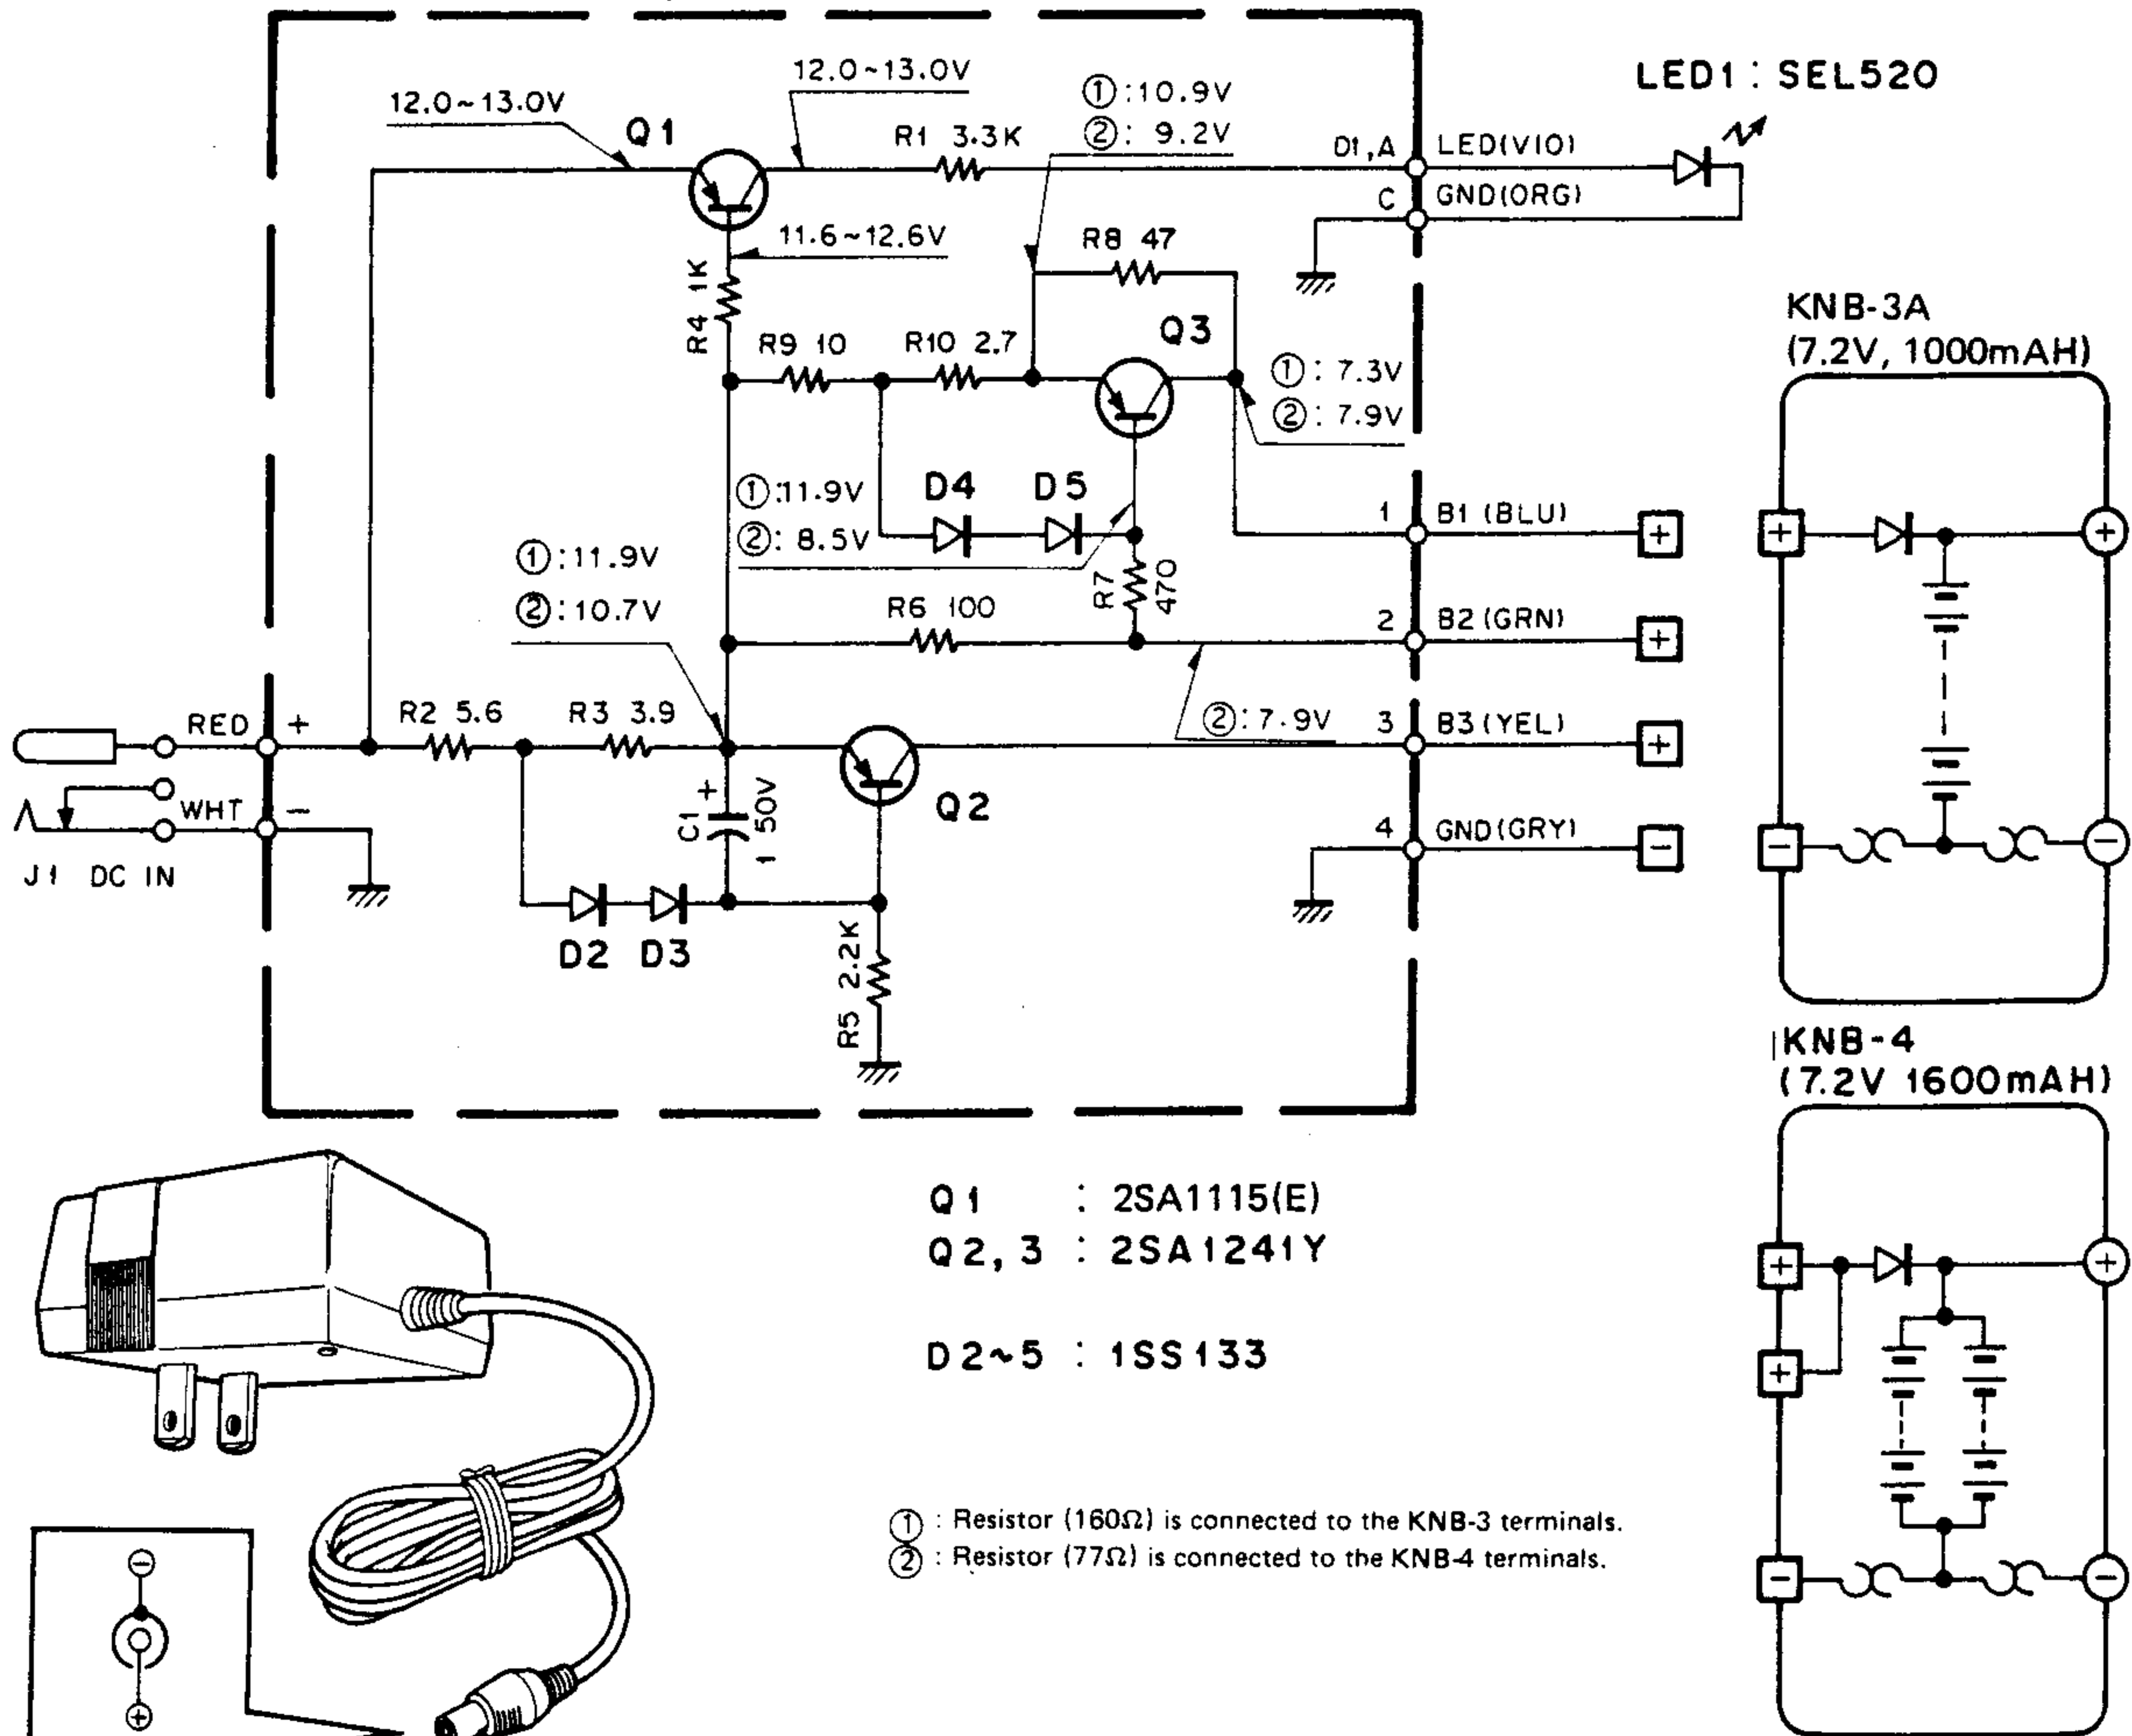 LED1 : SEL520
12.0~13.0V
12.0~13.0V
①:10.9V
②: 9.2V
Q1
R1 3.3K
D1,A
LED(VIO)
C
GND(ORG)
11.6~12.6V
R8 47
R4 1K
Q3
R9 10
R10 2.7
①: 7.3V
②: 7.9V
KNB-3A
(7.2V, 1000mAH)
①:11.9V
②: 8.5V
D4
D5
1
B1 (BLU)
+
+
+
①:11.9V
②:10.7V
R7 470
R6 100
2
B2 (GRN)
+
RED
+
R2 5.6
R3 3.9
②:7.9V
3
B3 (YEL)
+
WHT
-
+
C1
1 50V
Q2
4
GND(GRY)
-
-
-
J1 DC IN
D2
D3
R5 2.2K
KNB-4
(7.2V 1600mAH)
Q1 : 2SA1115(E)
Q2, 3 : 2SA1241Y
D2~5 : 1SS133
+
+
+
-
-
① : Resistor (160Ω) is connected to the KNB-3 terminals.
② : Resistor (77Ω) is connected to the KNB-4 terminals.
-
+